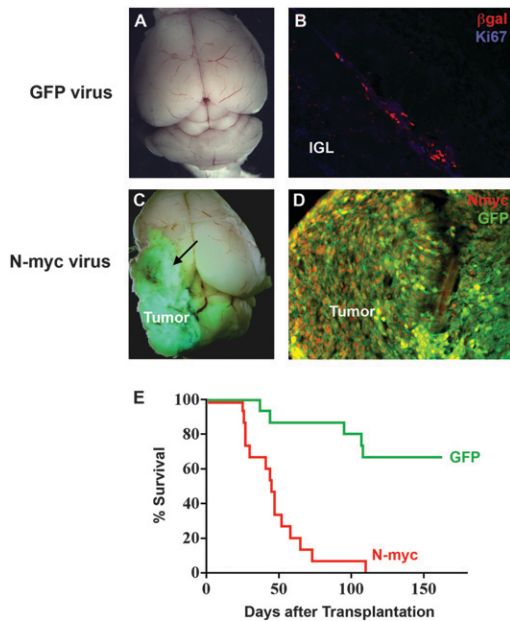 A
B
βgal
Ki67
GFP virus
IGL
C
D
Nmyc
GFP
N-myc virus
Tumor
Tumor
E
100
80
60
40
20
0
% Survival
GFP
N-myc
0
50
100
150
Days after Transplantation